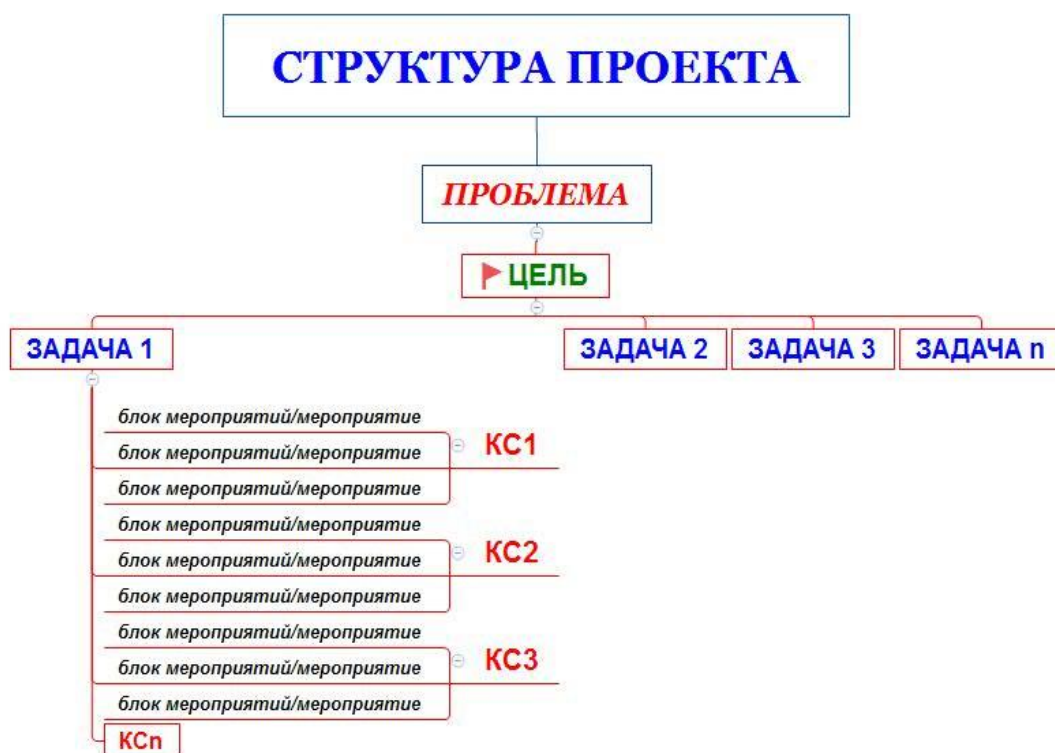 СТРУКТУРА ПРОЕКТА
ПРОБЛЕМА
ЦЕЛЬ
ЗАДАЧА 1
ЗАДАЧА 2
ЗАДАЧА 3
ЗАДАЧА n
блок мероприятий/мероприятие
блок мероприятий/мероприятие
блок мероприятий/мероприятие
КС1
блок мероприятий/мероприятие
блок мероприятий/мероприятие
блок мероприятий/мероприятие
КС2
блок мероприятий/мероприятие
блок мероприятий/мероприятие
блок мероприятий/мероприятие
КС3
КСn